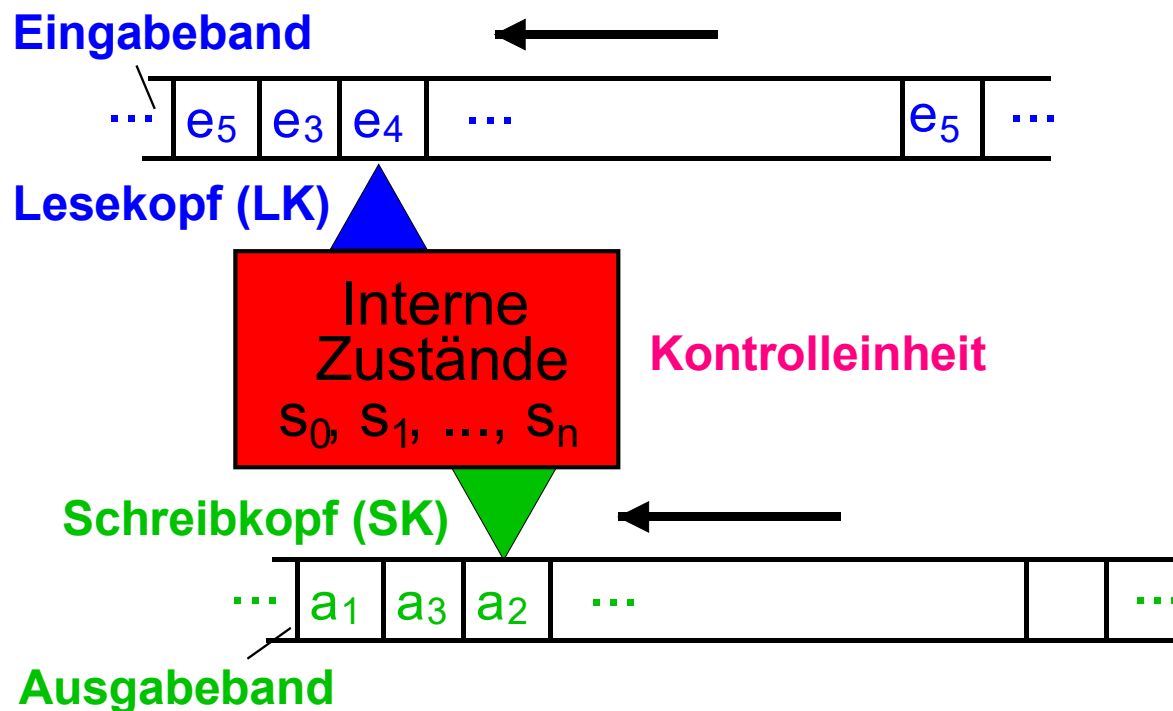 Eingabeband
... e5 e3 e4 ... e5 ...
Lesekopf (LK)
Interne
Zustände
s0, s1, ..., sn
Kontrolleinheit
Schreibkopf (SK)
... a1 a3 a2 ... ...
Ausgabeband